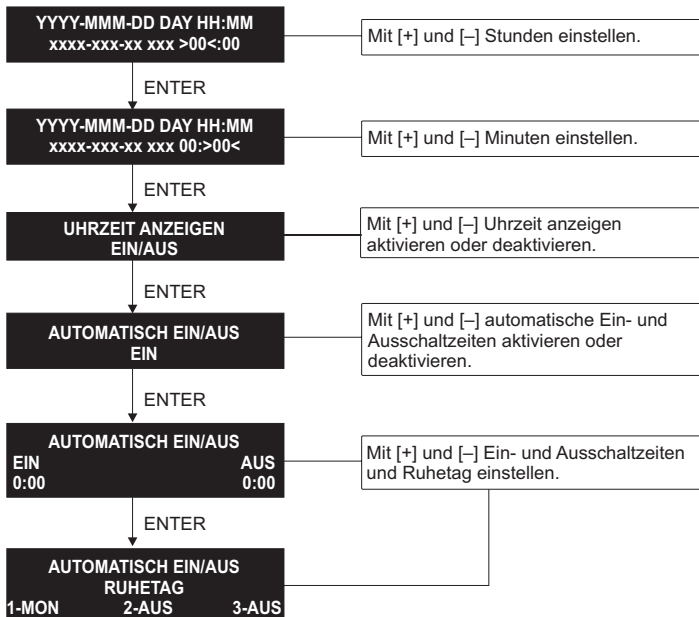 YYYY-MMM-DD DAY HH:MM
xxxx-xxx-xx xxx >00<:00
Mit [+] und [–] Stunden einstellen.
ENTER
YYYY-MMM-DD DAY HH:MM
xxxx-xxx-xx xxx 00:>00<
Mit [+] und [–] Minuten einstellen.
ENTER
UHRZEIT ANZEIGEN
EIN/AUS
Mit [+] und [–] Uhrzeit anzeigen
aktivieren oder deaktivieren.
ENTER
AUTOMATISCH EIN/AUS
EIN
Mit [+] und [–] automatische Ein- und
Ausschaltzeiten aktivieren oder
deaktivieren.
ENTER
AUTOMATISCH EIN/AUS
EIN AUS
0:00 0:00
Mit [+] und [–] Ein- und Ausschaltzeiten
und Ruhetag einstellen.
ENTER
AUTOMATISCH EIN/AUS
RUHETAG
1-MON 2-AUS 3-AUS